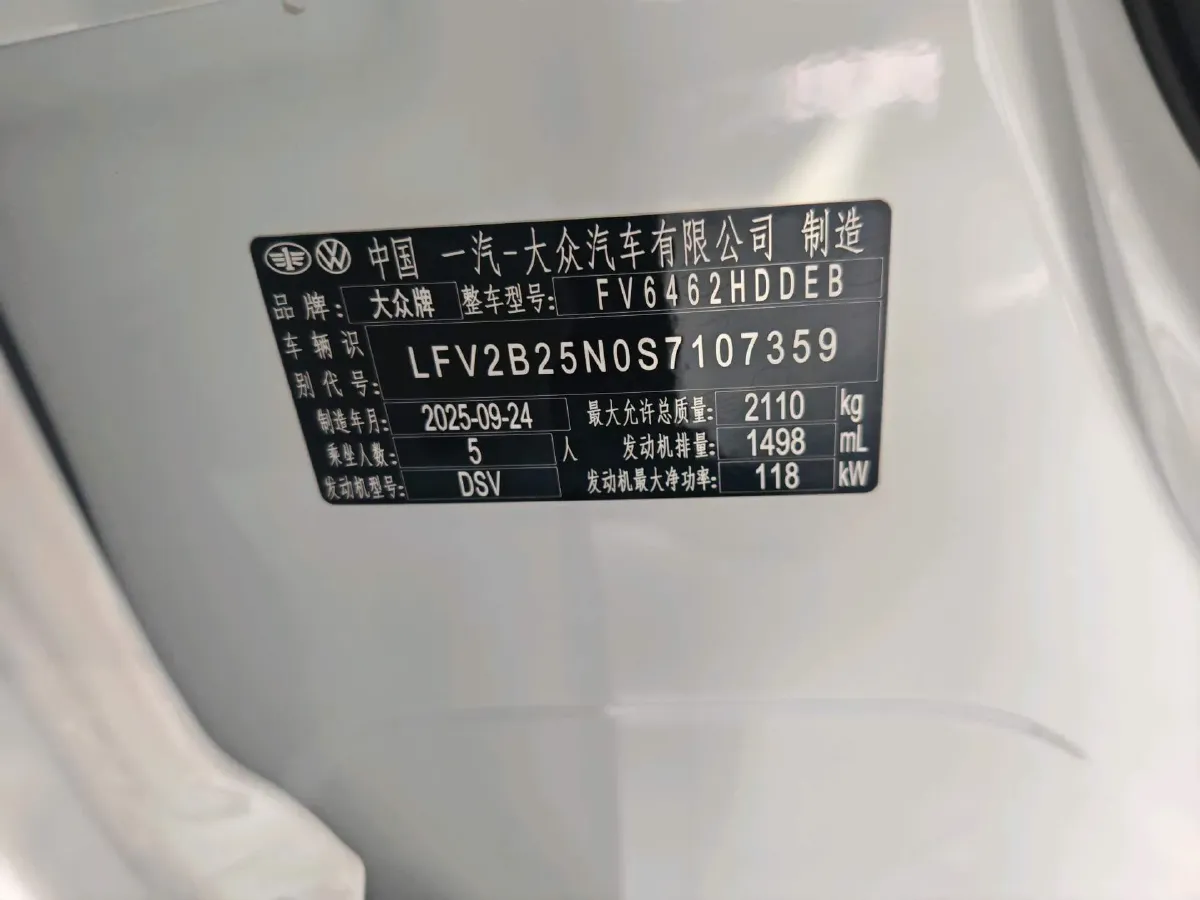 中国 一汽-大众汽车有限公司 制造
品牌: 大众牌 整车型号: FV6462HDDEB
车辆识别代号: LFV2B25N0S7107359
制造年月: 2025-09-24 最大允许总质量: 2110 kg
乘坐人数: 5 人 发动机排量: 1498 mL
发动机型号: DSV 发动机最大净功率: 118 kW